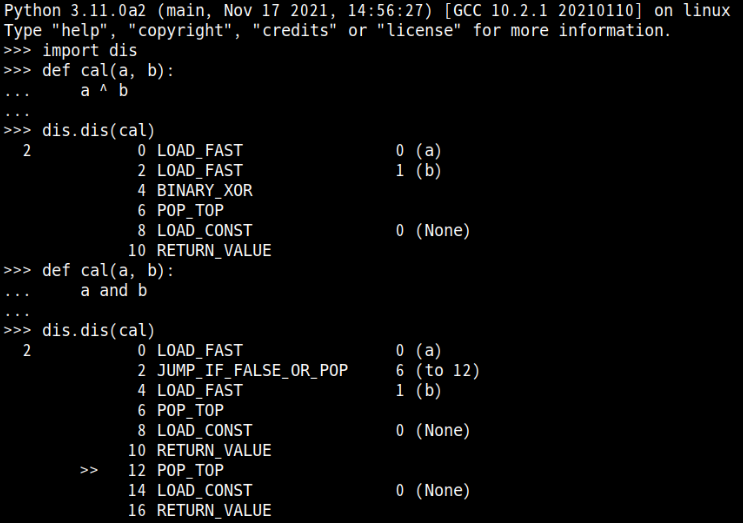 Python 3.11.0a2 (main, Nov 17 2021, 14:56:27) [GCC 10.2.1 20210110] on linux
Type "help", "copyright", "credits" or "license" for more information.
>>> import dis
>>> def cal(a, b):
...     a ^ b
...
>>> dis.dis(cal)
  2           0 LOAD_FAST                0 (a)
              2 LOAD_FAST                1 (b)
              4 BINARY_XOR
              6 POP_TOP
              8 LOAD_CONST               0 (None)
             10 RETURN_VALUE
>>> def cal(a, b):
...     a and b
...
>>> dis.dis(cal)
  2           0 LOAD_FAST                0 (a)
              2 JUMP_IF_FALSE_OR_POP     6 (to 12)
              4 LOAD_FAST                1 (b)
              6 POP_TOP
              8 LOAD_CONST               0 (None)
             10 RETURN_VALUE
        >>   12 POP_TOP
             14 LOAD_CONST               0 (None)
             16 RETURN_VALUE